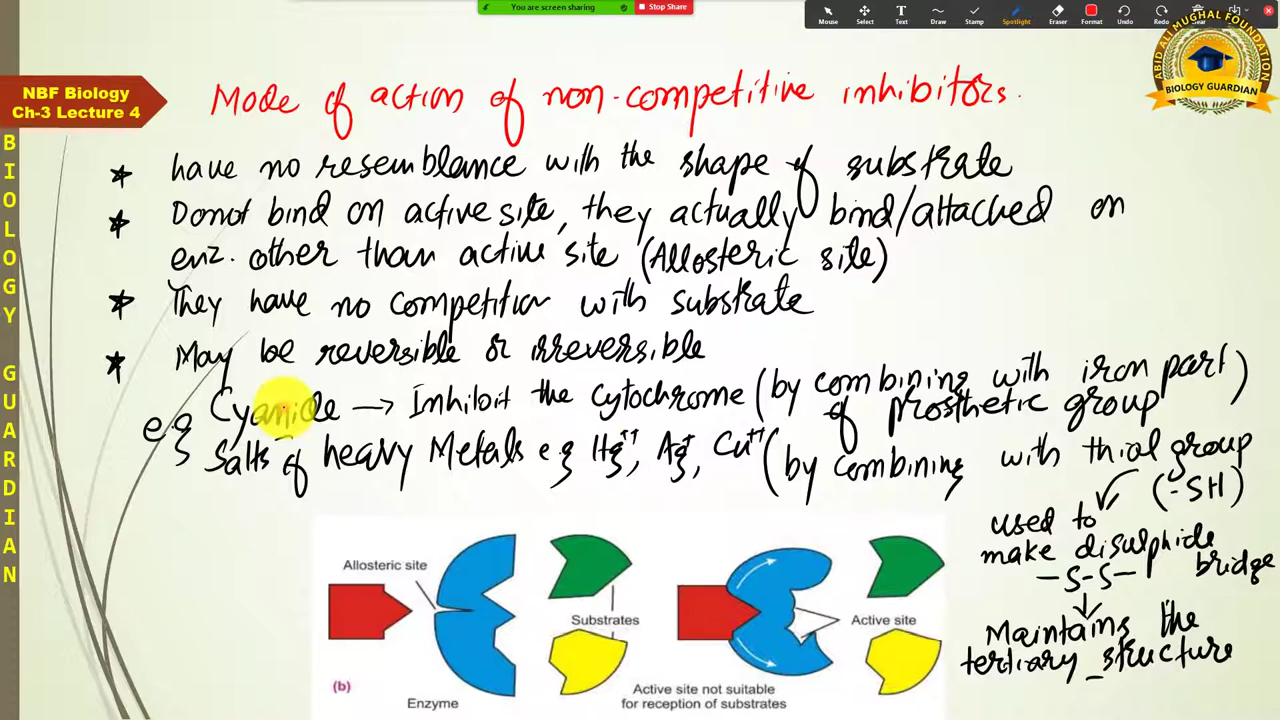 You are screen sharing
Stop Share
Mouse
Select
Text
Draw
Stamp
Spotlight
Eraser
Format
Undo
Redo
Clear
ABID ALI MUGHAL FOUNDATION
BIOLOGY GUARDIAN
NBF Biology
Ch-3 Lecture 4
BIOLOGY GUARDIAN
Mode of action of non-competitive inhibitors.
have no resemblance with the shape of substrate
Donot bind on active site, they actually bind/attached on
enz. other than active site (Allosteric site)
They have no competition with substrate
May be reversible or irreversible
e.g Cyanide → Inhibit the cytochrome (by combining with iron part
of prosthetic group)
Salts of heavy Metals e.g Hg⁺⁺, Ag⁺, Cu⁺⁺ (by combining with thiol group
(-SH)
used to
make disulphide
bridge
-S-S-
↓
Maintains the
tertiary structure
Allosteric site
Substrates
Active site
(b)
Enzyme
Active site not suitable
for reception of substrates